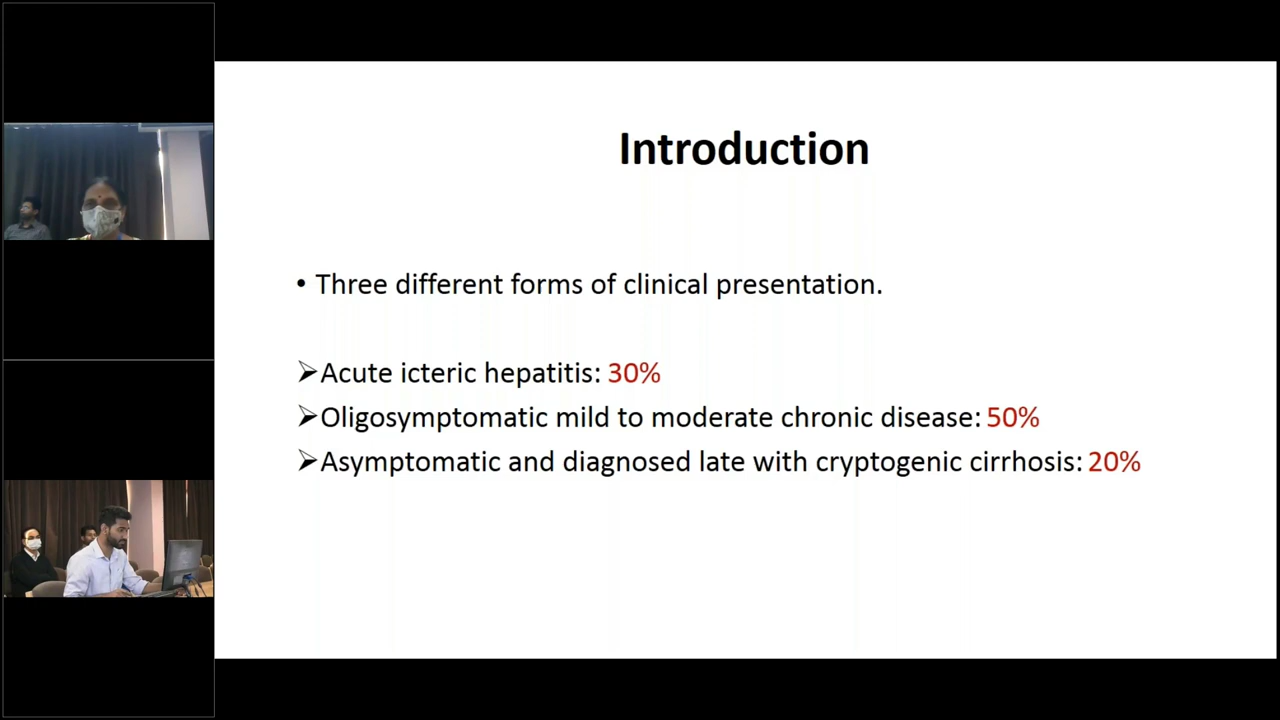 Introduction
• Three different forms of clinical presentation.
➢Acute icteric hepatitis: 30%
➢Oligosymptomatic mild to moderate chronic disease: 50%
➢Asymptomatic and diagnosed late with cryptogenic cirrhosis: 20%